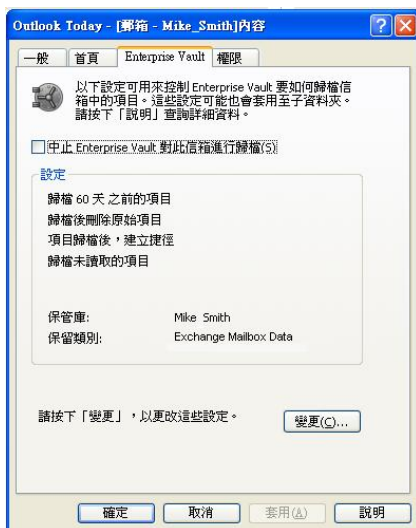 Outlook Today - [郵箱 - Mike_Smith]內容
一般 首頁 Enterprise Vault 權限
以下設定可用來控制 Enterprise Vault 要如何歸檔信
箱中的項目。這些設定可能也會套用至子資料夾。
請按下「說明」查詢詳細資料。
中止 Enterprise Vault 對此信箱進行歸檔(S)
設定
歸檔 60 天 之前的項目
歸檔後刪除原始項目
項目歸檔後，建立捷徑
歸檔未讀取的項目
保管庫: Mike Smith
保留類別: Exchange Mailbox Data
請按下「變更」，以更改這些設定。 變更(C)...
確定 取消 套用(A) 說明